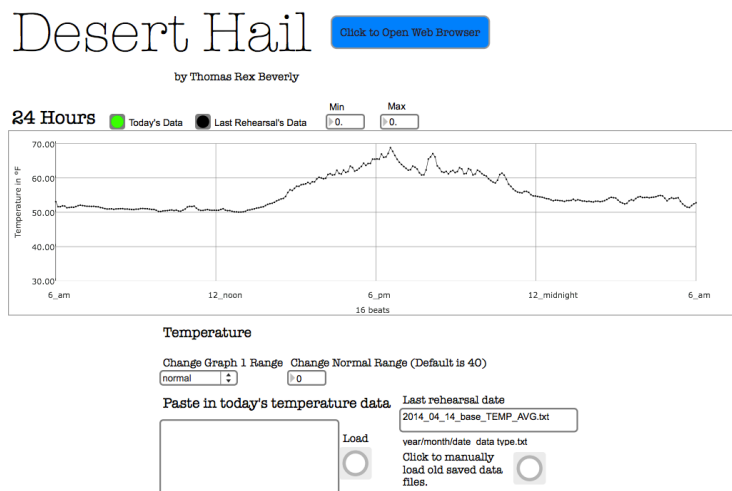 Desert Hail
Click to Open Web Browser
by Thomas Rex Beverly
24 Hours
Today's Data
Last Rehearsal's Data
Min
Max
0.
0.
70.00
60.00
50.00
40.00
30.00
Temperature in °F
6_am
12_noon
6_pm
12_midnight
6_am
16 beats
Temperature
Change Graph 1 Range
Change Normal Range (Default is 40)
normal
0
Paste in today's temperature data
Last rehearsal date
2014_04_14_base_TEMP_AVG.txt
Load
year/month/date_data type.txt
Click to manually
load old saved data
files.